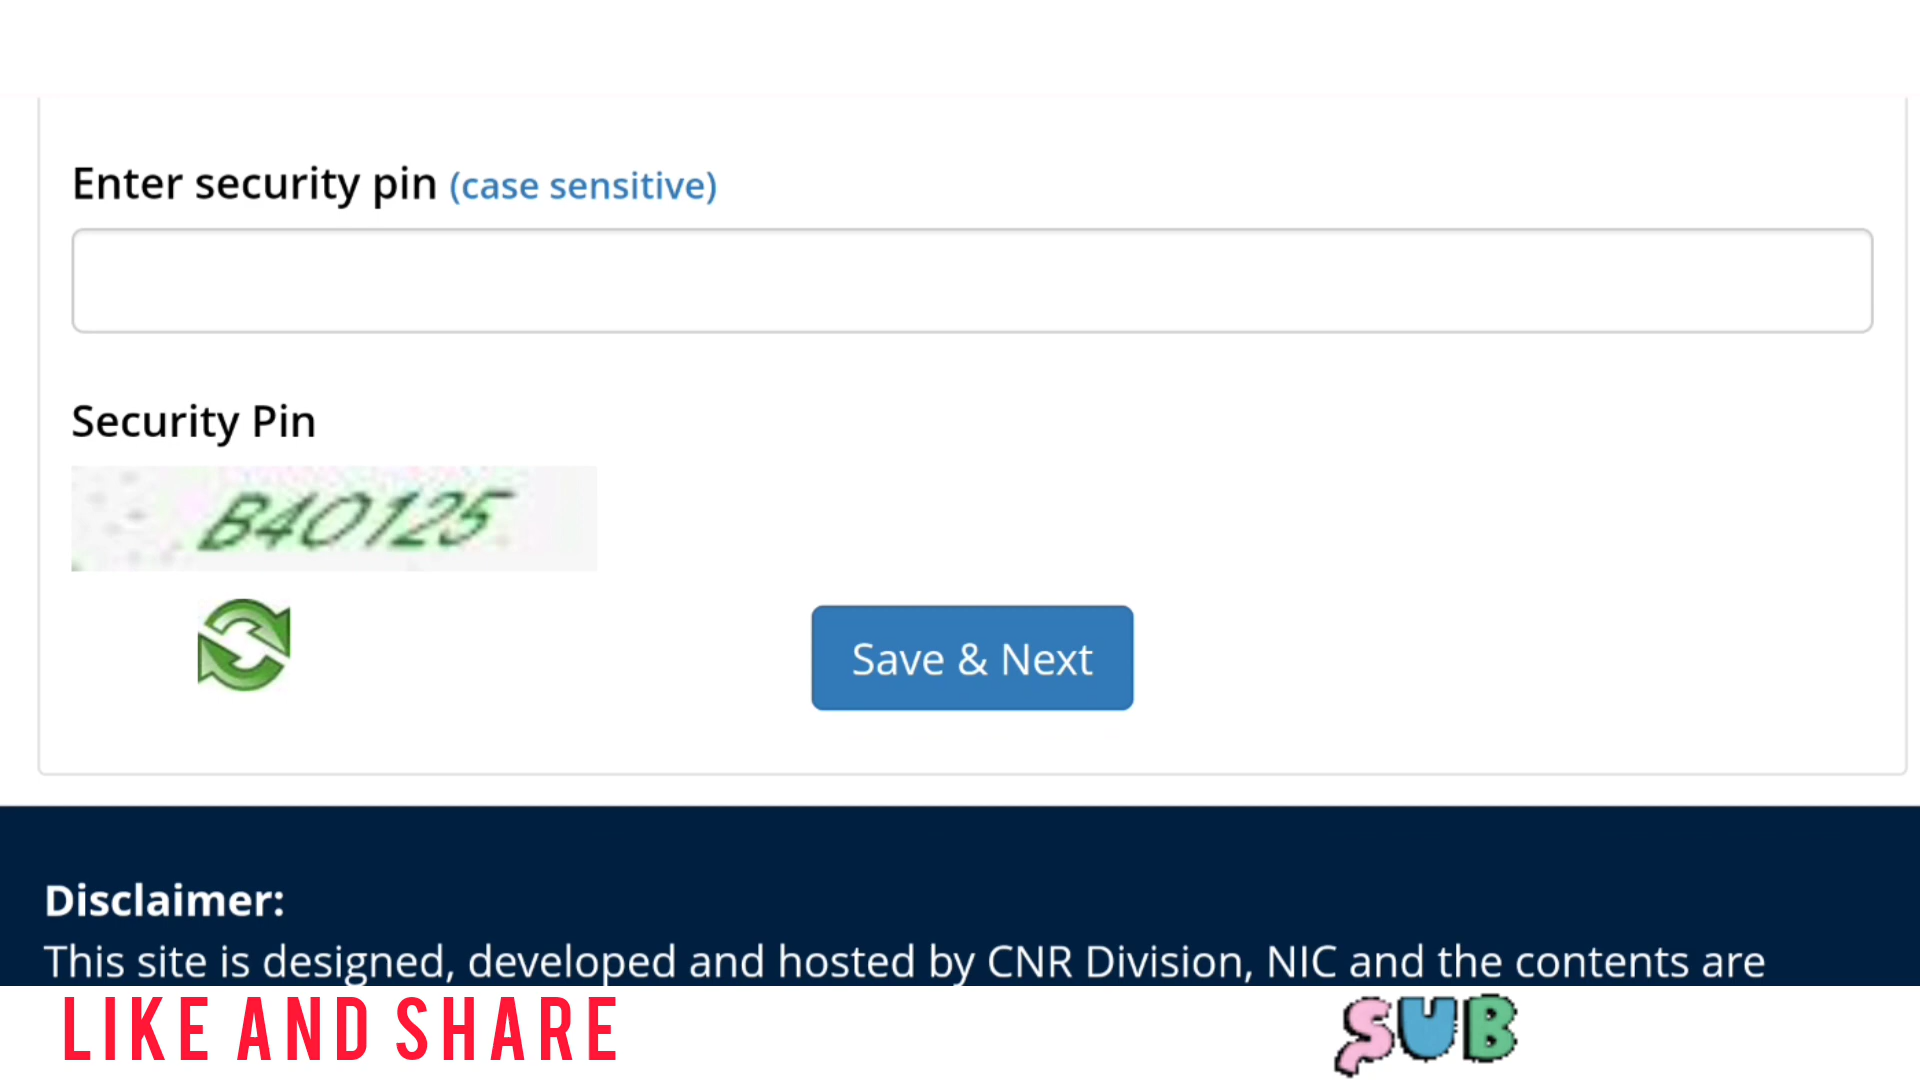 Enter security pin (case sensitive)
Security Pin
B40125
Save & Next
Disclaimer:
This site is designed, developed and hosted by CNR Division, NIC and the contents are
LIKE AND SHARE
SUB